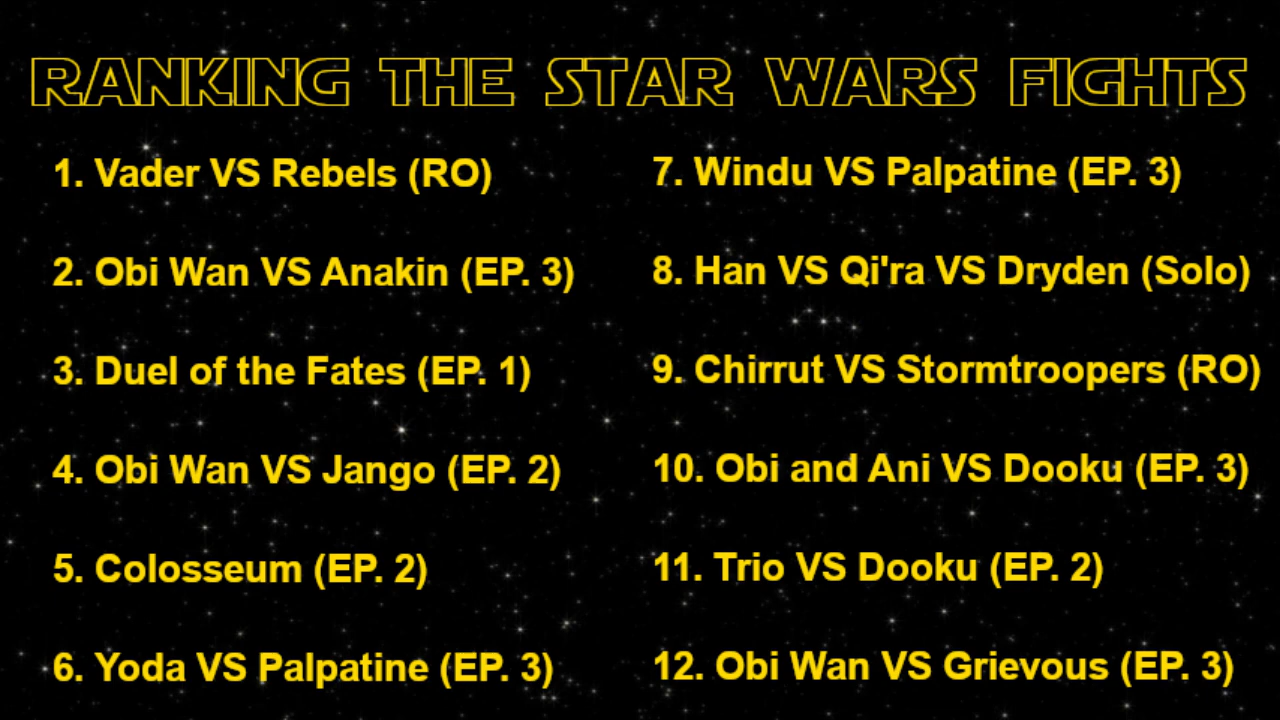 RANKING THE STAR WARS FIGHTS
1. Vader VS Rebels (RO)
2. Obi Wan VS Anakin (EP. 3)
3. Duel of the Fates (EP. 1)
4. Obi Wan VS Jango (EP. 2)
5. Colosseum (EP. 2)
6. Yoda VS Palpatine (EP. 3)
7. Windu VS Palpatine (EP. 3)
8. Han VS Qi'ra VS Dryden (Solo)
9. Chirrut VS Stormtroopers (RO)
10. Obi and Ani VS Dooku (EP. 3)
11. Trio VS Dooku (EP. 2)
12. Obi Wan VS Grievous (EP. 3)